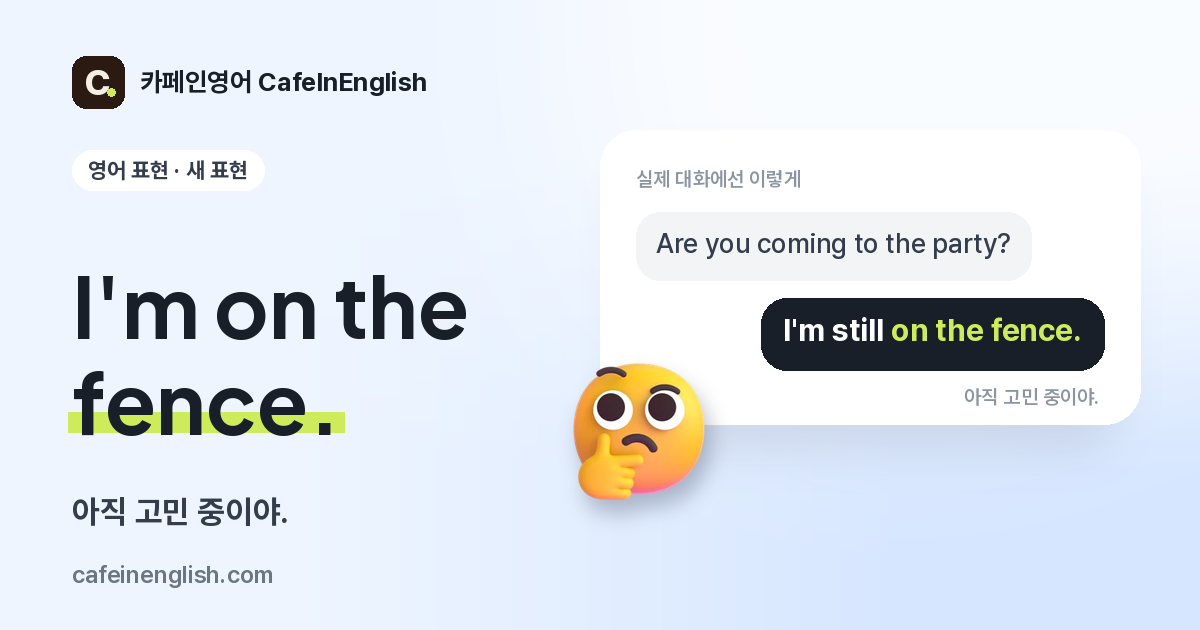 C
카페인영어 CafeInEnglish
영어 표현 · 새 표현
I'm on the
fence.
아직 고민 중이야.
cafeinenglish.com
실제 대화에선 이렇게
Are you coming to the party?
I'm still on the fence.
아직 고민 중이야.